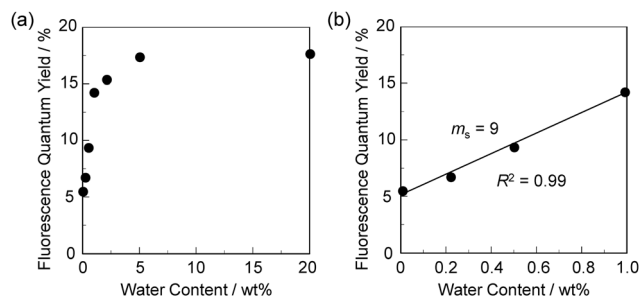 (a)
Fluorescence Quantum Yield / %
20
15
10
5
0
0 5 10 15 20
Water Content / wt%
(b)
Fluorescence Quantum Yield / %
20
15
10
5
0
mₛ = 9
R² = 0.99
0 0.2 0.4 0.6 0.8 1.0
Water Content / wt%